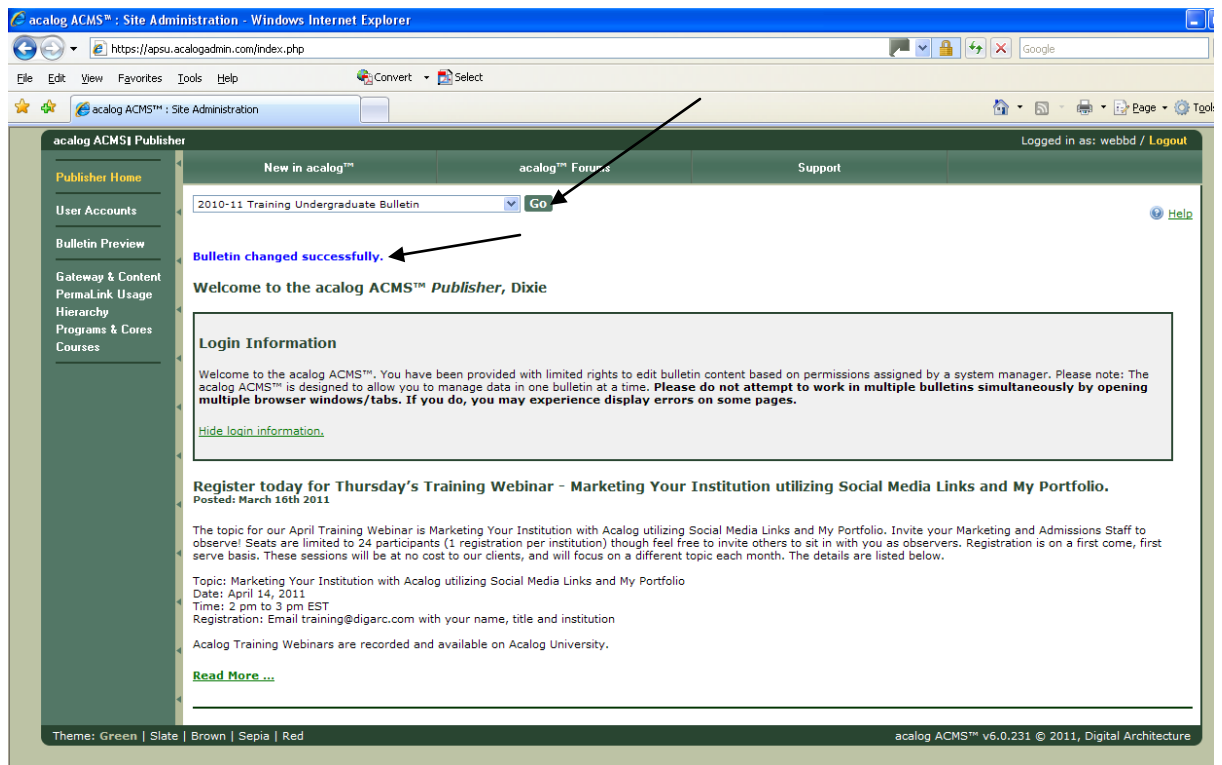 acalog ACMS™ : Site Administration - Windows Internet Explorer
https://apsu.acalogadmin.com/index.php
Google
File Edit View Favorites Tools Help
Convert Select
acalog ACMS™ : Site Administration
Page Tools
acalog ACMS| Publisher
Logged in as: webbd / Logout
New in acalog™
acalog™ Forums
Support
Publisher Home
User Accounts
Bulletin Preview
Gateway & Content
PermaLink Usage
Hierarchy
Programs & Cores
Courses
2010-11 Training Undergraduate Bulletin
Go
Help
Bulletin changed successfully.
Welcome to the acalog ACMS™ Publisher, Dixie
Login Information
Welcome to the acalog ACMS™. You have been provided with limited rights to edit bulletin content based on permissions assigned by a system manager. Please note: The
acalog ACMS™ is designed to allow you to manage data in one bulletin at a time. Please do not attempt to work in multiple bulletins simultaneously by opening
multiple browser windows/tabs. If you do, you may experience display errors on some pages.
Hide login information.
Register today for Thursday's Training Webinar - Marketing Your Institution utilizing Social Media Links and My Portfolio.
Posted: March 16th 2011
The topic for our April Training Webinar is Marketing Your Institution with Acalog utilizing Social Media Links and My Portfolio. Invite your Marketing and Admissions Staff to
observe! Seats are limited to 24 participants (1 registration per institution) though feel free to invite others to sit in with you as observers. Registration is on a first come, first
serve basis. These sessions will be at no cost to our clients, and will focus on a different topic each month. The details are listed below.
Topic: Marketing Your Institution with Acalog utilizing Social Media Links and My Portfolio
Date: April 14, 2011
Time: 2 pm to 3 pm EST
Registration: Email training@digarc.com with your name, title and institution
Acalog Training Webinars are recorded and available on Acalog University.
Read More ...
Theme: Green | Slate | Brown | Sepia | Red
acalog ACMS™ v6.0.231 © 2011, Digital Architecture